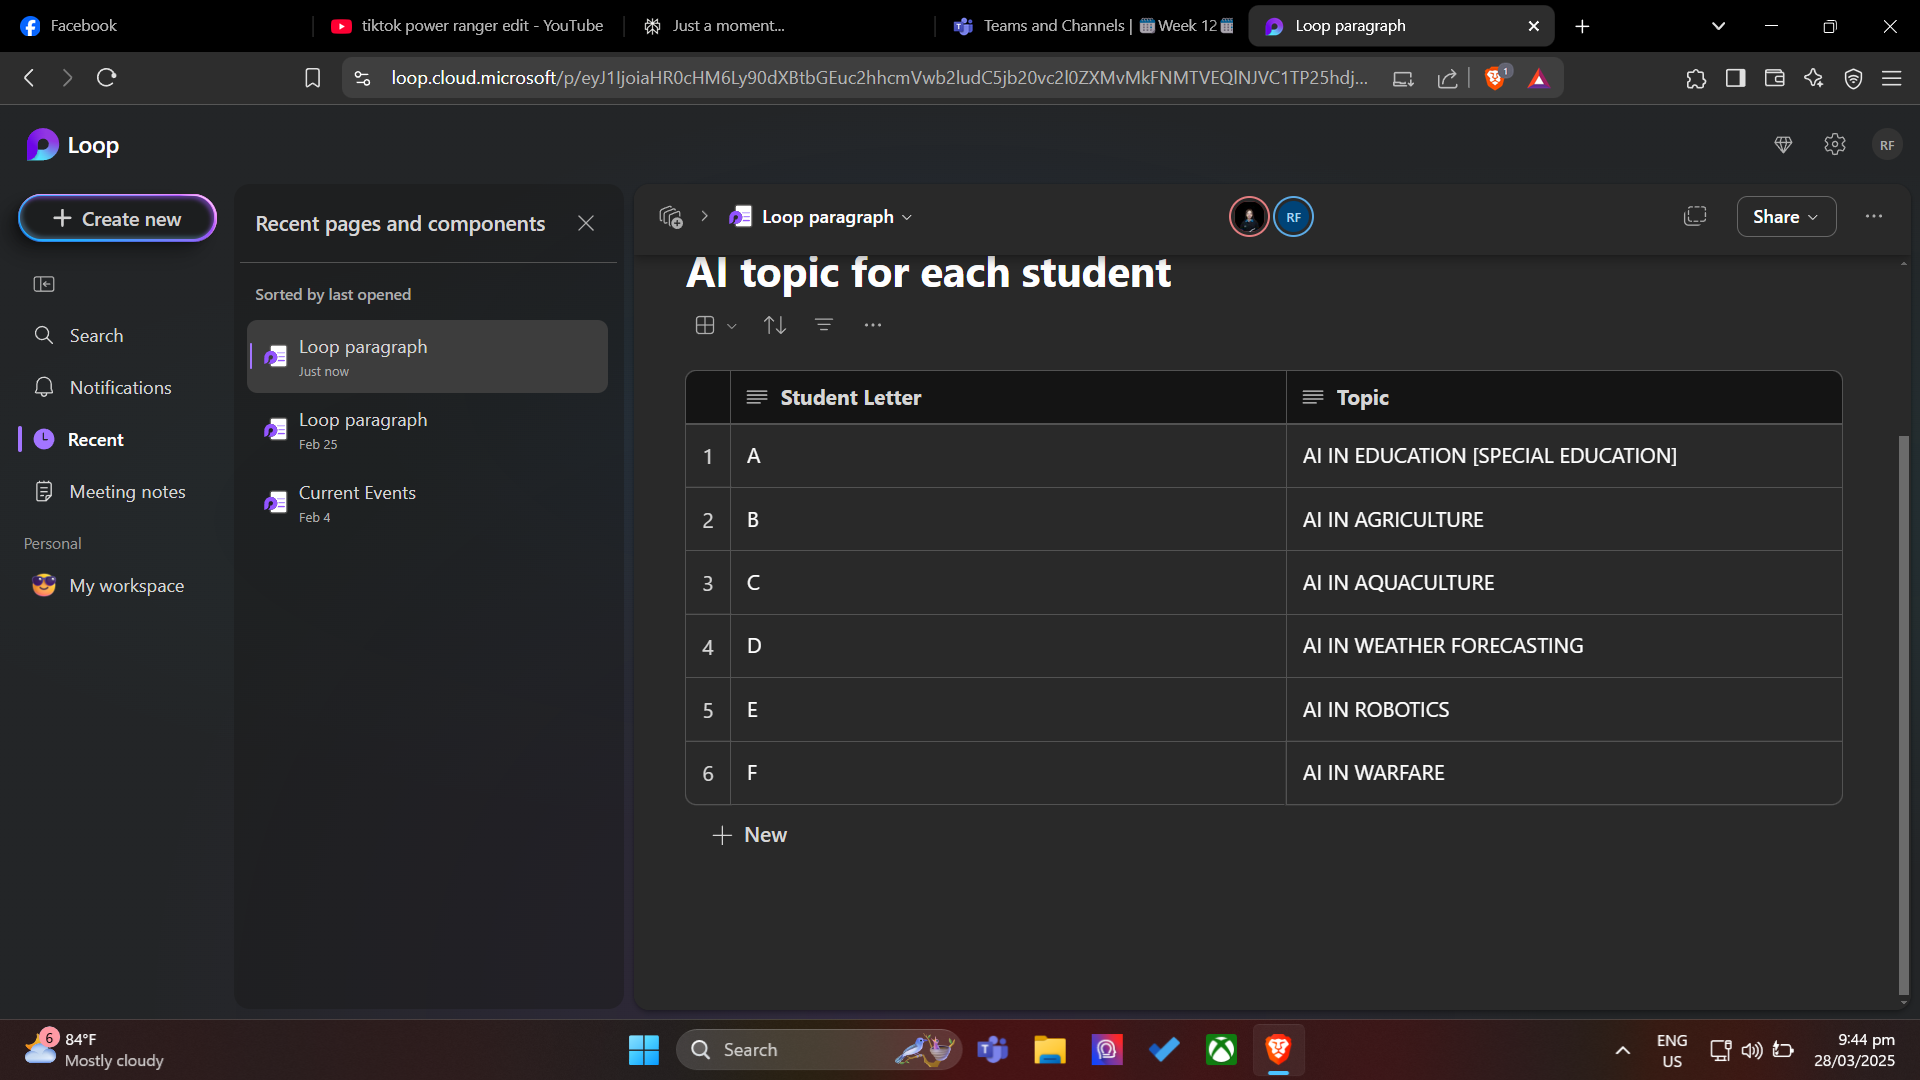 Facebook
tiktok power ranger edit - YouTube
Just a moment...
Teams and Channels | Week 12
Loop paragraph
loop.cloud.microsoft/p/eyJ1IjoiaHR0cHM6Ly90dXBtbGEuc2hhcmVwb2ludC5jb20vc2l0ZXMvMkFNMTVEQlNJVC1TP25hdj...
1
Loop
RF
Create new
Search
Notifications
Recent
Meeting notes
Personal
My workspace
Recent pages and components
Sorted by last opened
Loop paragraph
Just now
Loop paragraph
Feb 25
Current Events
Feb 4
Loop paragraph
RF
Share
AI topic for each student
Student Letter Topic
1 A AI IN EDUCATION [SPECIAL EDUCATION]
2 B AI IN AGRICULTURE
3 C AI IN AQUACULTURE
4 D AI IN WEATHER FORECASTING
5 E AI IN ROBOTICS
6 F AI IN WARFARE
New
6
84°F
Mostly cloudy
Search
ENG
US
9:44 pm
28/03/2025